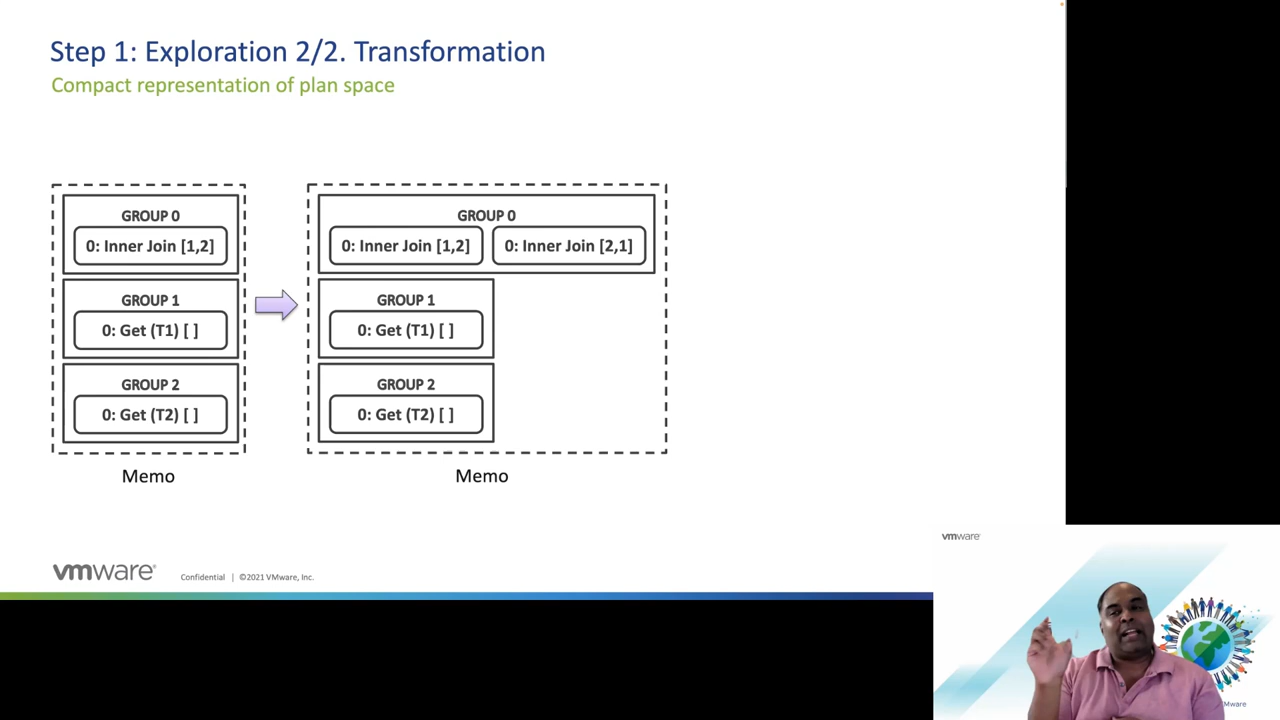 Step 1: Exploration 2/2. Transformation
Compact representation of plan space
GROUP 0
0: Inner Join [1,2]
GROUP 1
0: Get (T1) [ ]
GROUP 2
0: Get (T2) [ ]
Memo
GROUP 0
0: Inner Join [1,2]
0: Inner Join [2,1]
GROUP 1
0: Get (T1) [ ]
GROUP 2
0: Get (T2) [ ]
Memo
vmware®
Confidential | ©2021 VMware, Inc.
vmware®
Mware